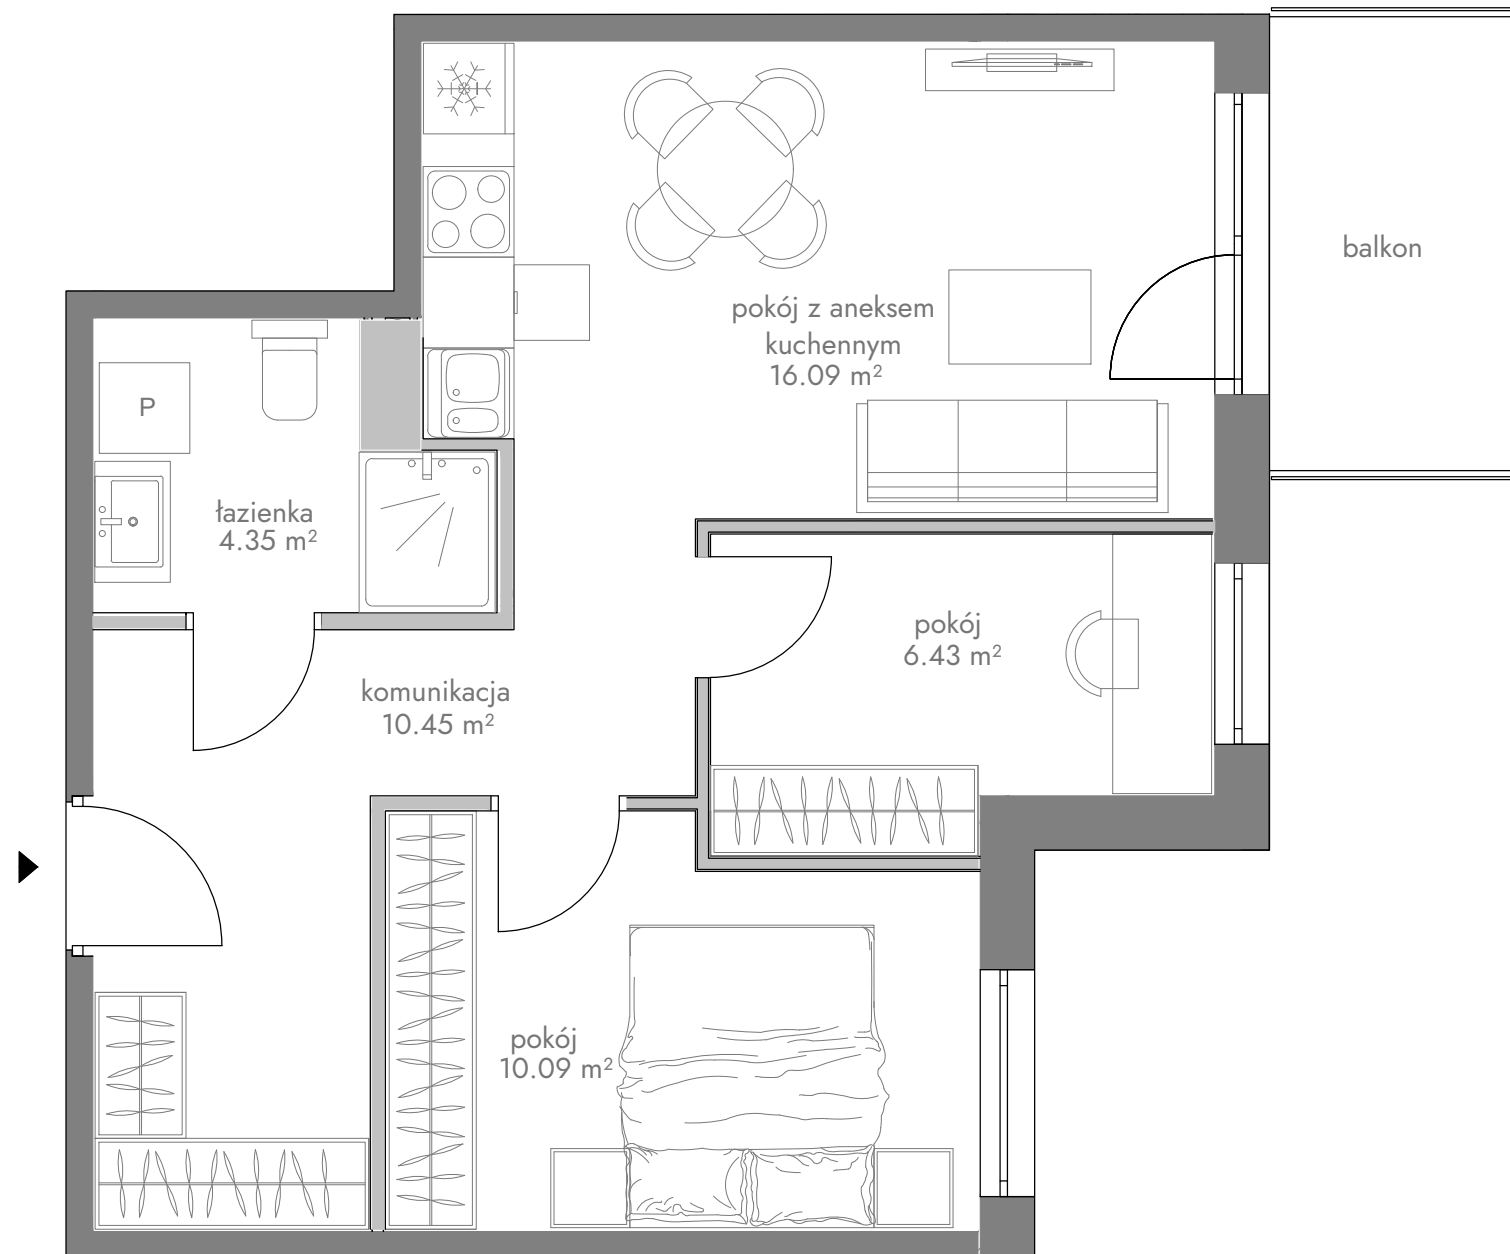 balkon
pokój z aneksem
kuchennym
16.09 m²
P
łazienka
4.35 m²
pokój
6.43 m²
komunikacja
10.45 m²
pokój
10.09 m²